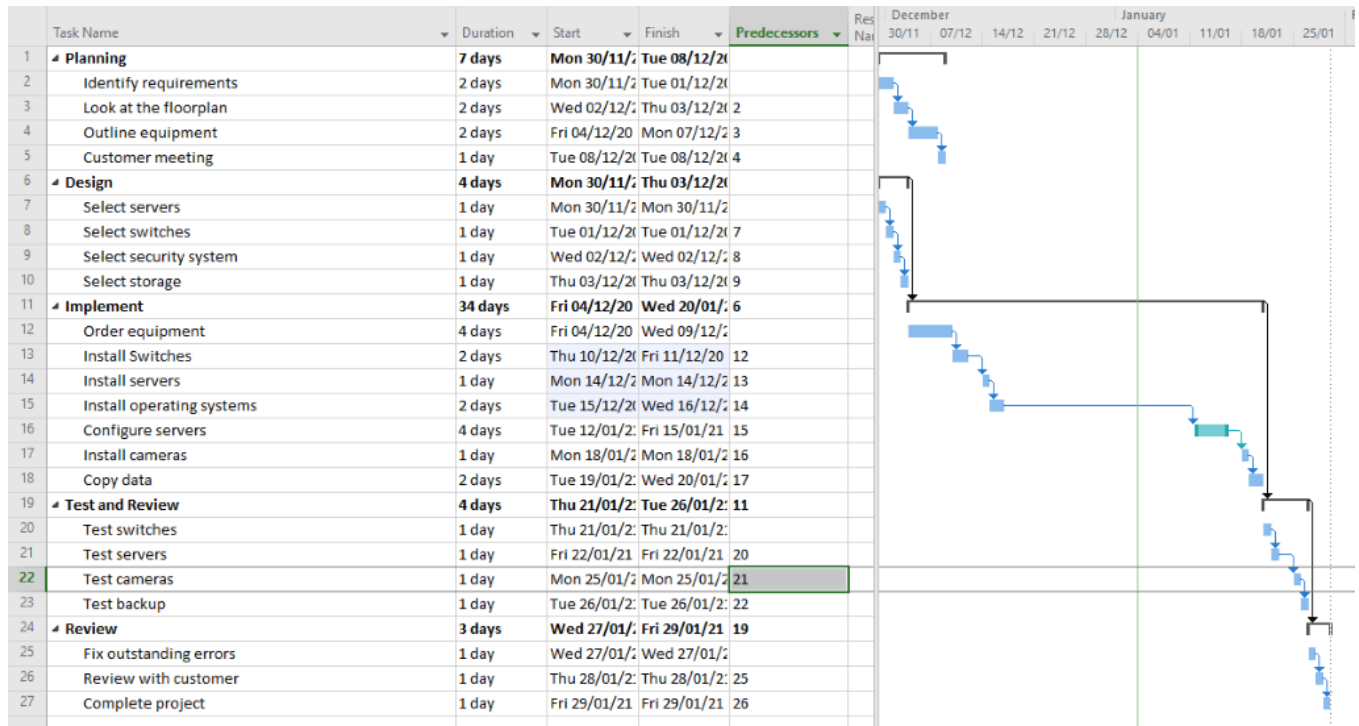 December January
Task Name Duration Start Finish Predecessors Res Nai 30/11 07/12 14/12 21/12 28/12 04/01 11/01 18/01 25/01
1 Planning 7 days Mon 30/11/ Tue 08/12/20
2 Identify requirements 2 days Mon 30/11/2 Tue 01/12/20
3 Look at the floorplan 2 days Wed 02/12/ Thu 03/12/20 2
4 Outline equipment 2 days Fri 04/12/20 Mon 07/12/2 3
5 Customer meeting 1 day Tue 08/12/20 Tue 08/12/20 4
6 Design 4 days Mon 30/11/ Thu 03/12/20
7 Select servers 1 day Mon 30/11/2 Mon 30/11/2
8 Select switches 1 day Tue 01/12/20 Tue 01/12/20 7
9 Select security system 1 day Wed 02/12/ Wed 02/12/ 8
10 Select storage 1 day Thu 03/12/20 Thu 03/12/20 9
11 Implement 34 days Fri 04/12/20 Wed 20/01/ 6
12 Order equipment 4 days Fri 04/12/20 Wed 09/12/
13 Install Switches 2 days Thu 10/12/20 Fri 11/12/20 12
14 Install servers 1 day Mon 14/12/2 Mon 14/12/2 13
15 Install operating systems 2 days Tue 15/12/20 Wed 16/12/ 14
16 Configure servers 4 days Tue 12/01/2 Fri 15/01/21 15
17 Install cameras 1 day Mon 18/01/2 Mon 18/01/2 16
18 Copy data 2 days Tue 19/01/2 Wed 20/01/ 17
19 Test and Review 4 days Thu 21/01/2 Tue 26/01/2 11
20 Test switches 1 day Thu 21/01/2 Thu 21/01/2
21 Test servers 1 day Fri 22/01/21 Fri 22/01/21 20
22 Test cameras 1 day Mon 25/01/2 Mon 25/01/2 21
23 Test backup 1 day Tue 26/01/2 Tue 26/01/2 22
24 Review 3 days Wed 27/01/ Fri 29/01/21 19
25 Fix outstanding errors 1 day Wed 27/01/ Wed 27/01/
26 Review with customer 1 day Thu 28/01/2 Thu 28/01/2 25
27 Complete project 1 day Fri 29/01/21 Fri 29/01/21 26